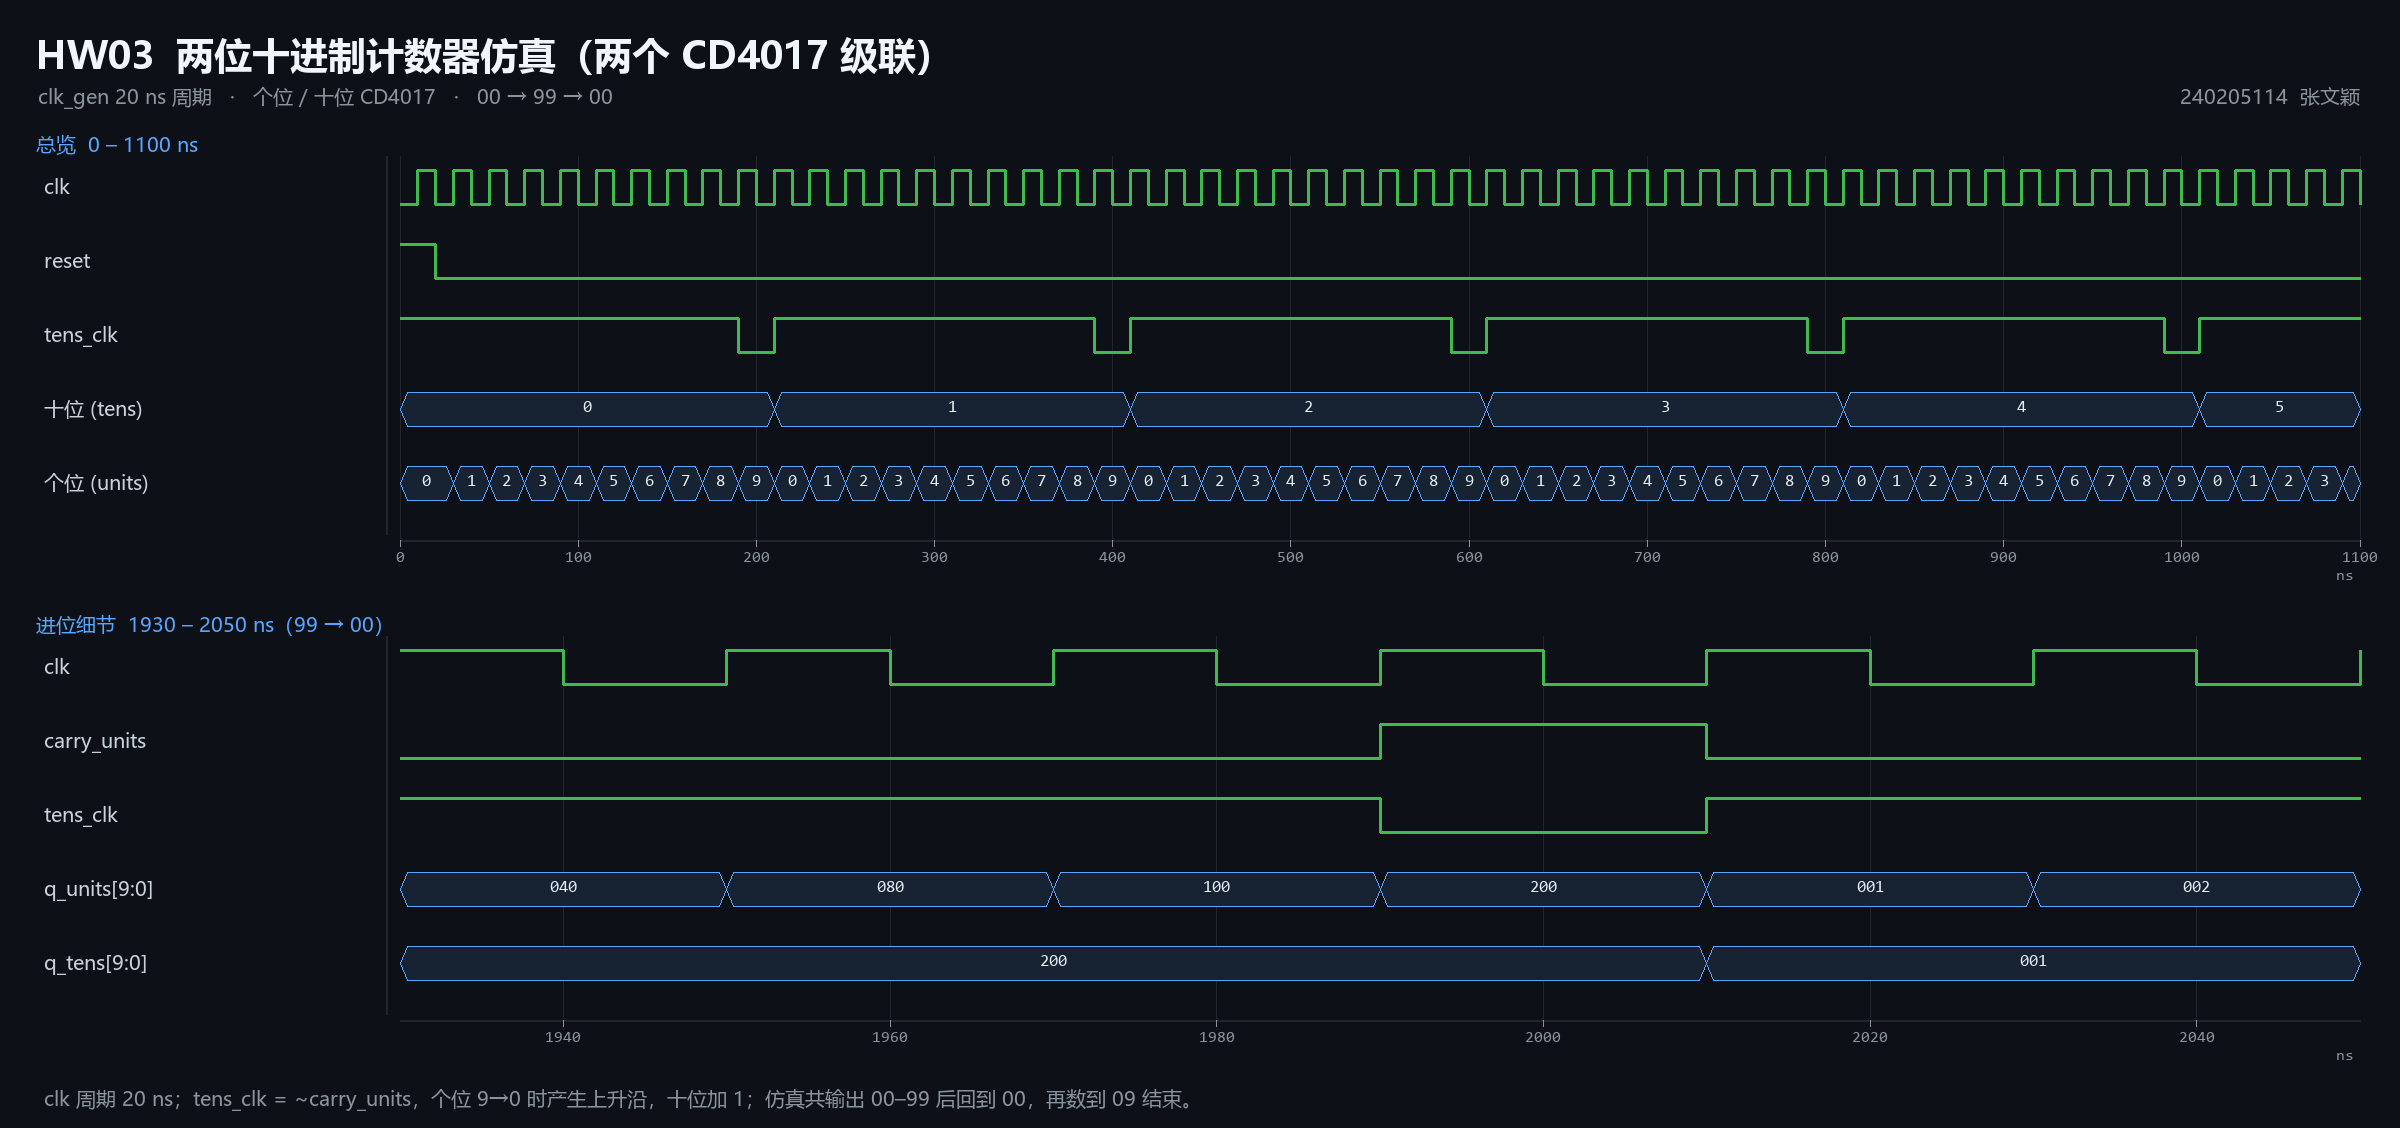 HW03 两位十进制计数器仿真（两个 CD4017 级联）
clk_gen 20 ns 周期 · 个位 / 十位 CD4017 · 00 → 99 → 00
240205114 张文颖
总览 0 – 1100 ns
clk
reset
tens_clk
十位 (tens)
0 1 2 3 4 5
个位 (units)
0 1 2 3 4 5 6 7 8 9 0 1 2 3 4 5 6 7 8 9 0 1 2 3 4 5 6 7 8 9 0 1 2 3 4 5 6 7 8 9 0 1 2 3 4 5 6 7 8 9 0 1 2 3
0 100 200 300 400 500 600 700 800 900 1000 1100
ns
进位细节 1930 – 2050 ns（99 → 00）
clk
carry_units
tens_clk
q_units[9:0]
040 080 100 200 001 002
q_tens[9:0]
200 001
1940 1960 1980 2000 2020 2040
ns
clk 周期 20 ns；tens_clk = ~carry_units，个位 9→0 时产生上升沿，十位加 1；仿真共输出 00–99 后回到 00，再数到 09 结束。